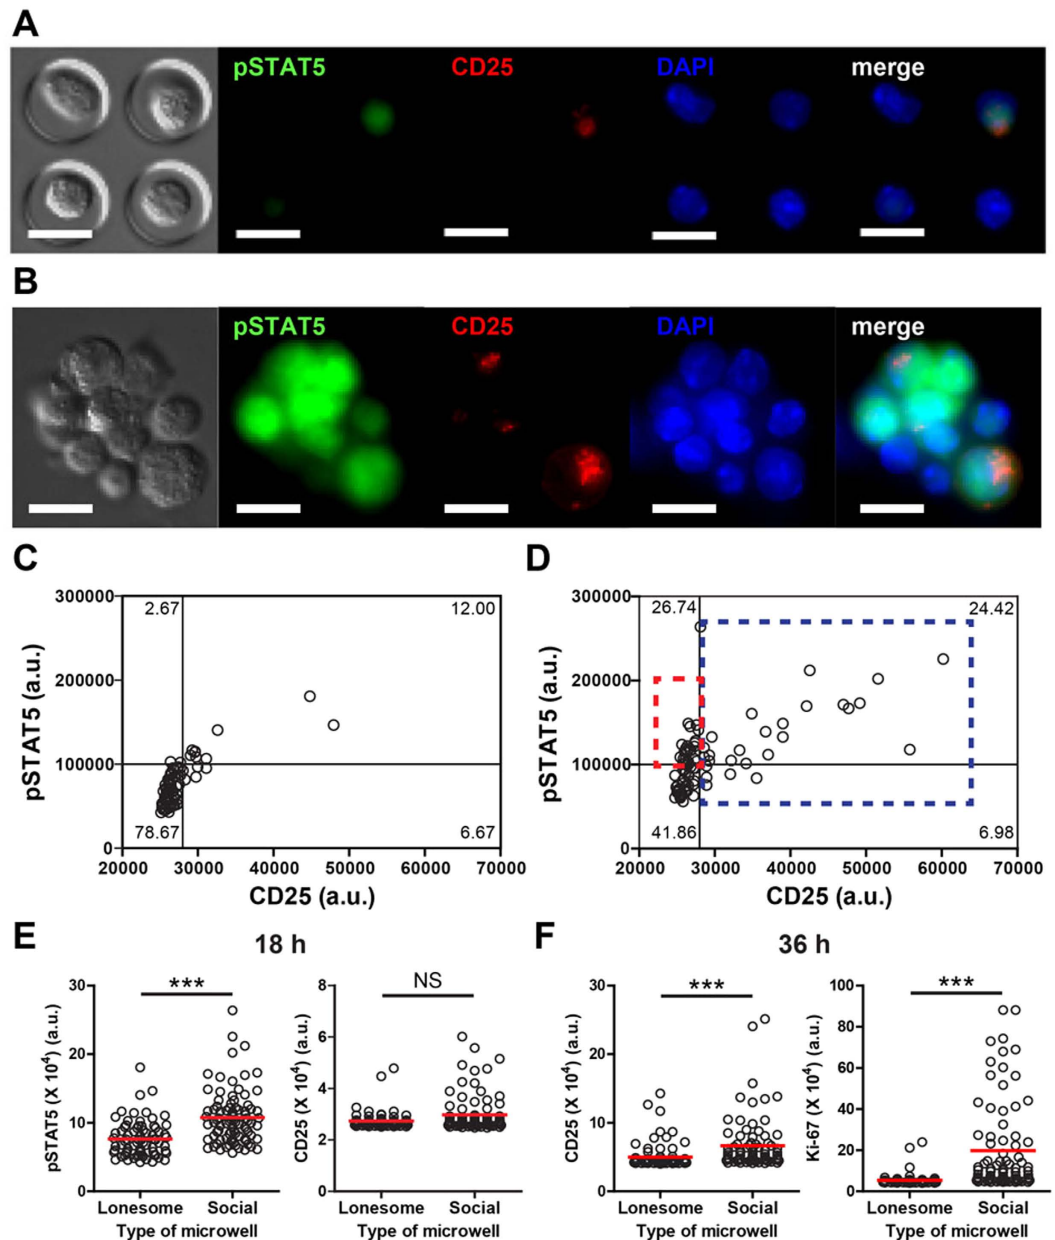 A
pSTAT5 CD25 DAPI merge
B
pSTAT5 CD25 DAPI merge
C
D
300000
2.67 12.00
200000
100000
78.67 6.67
0
20000 30000 40000 50000 60000 70000
pSTAT5 (a.u.)
CD25 (a.u.)
300000
26.74 24.42
200000
100000
41.86 6.98
0
20000 30000 40000 50000 60000 70000
pSTAT5 (a.u.)
CD25 (a.u.)
E
18 h
30
20
10
0
pSTAT5 (X 10⁴) (a.u.)
***
Lonesome Social
Type of microwell
8
6
4
2
0
CD25 (X 10⁴) (a.u.)
NS
Lonesome Social
Type of microwell
F
36 h
30
20
10
0
CD25 (X 10⁴) (a.u.)
***
Lonesome Social
Type of microwell
100
80
60
40
20
0
Ki-67 (X 10⁴) (a.u.)
***
Lonesome Social
Type of microwell